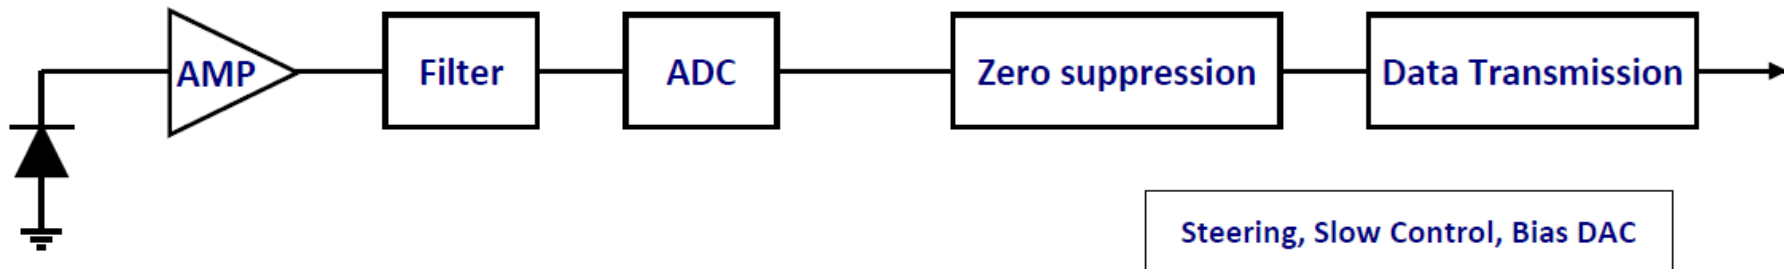 AMP
Filter
ADC
Zero suppression
Data Transmission
Steering, Slow Control, Bias DAC